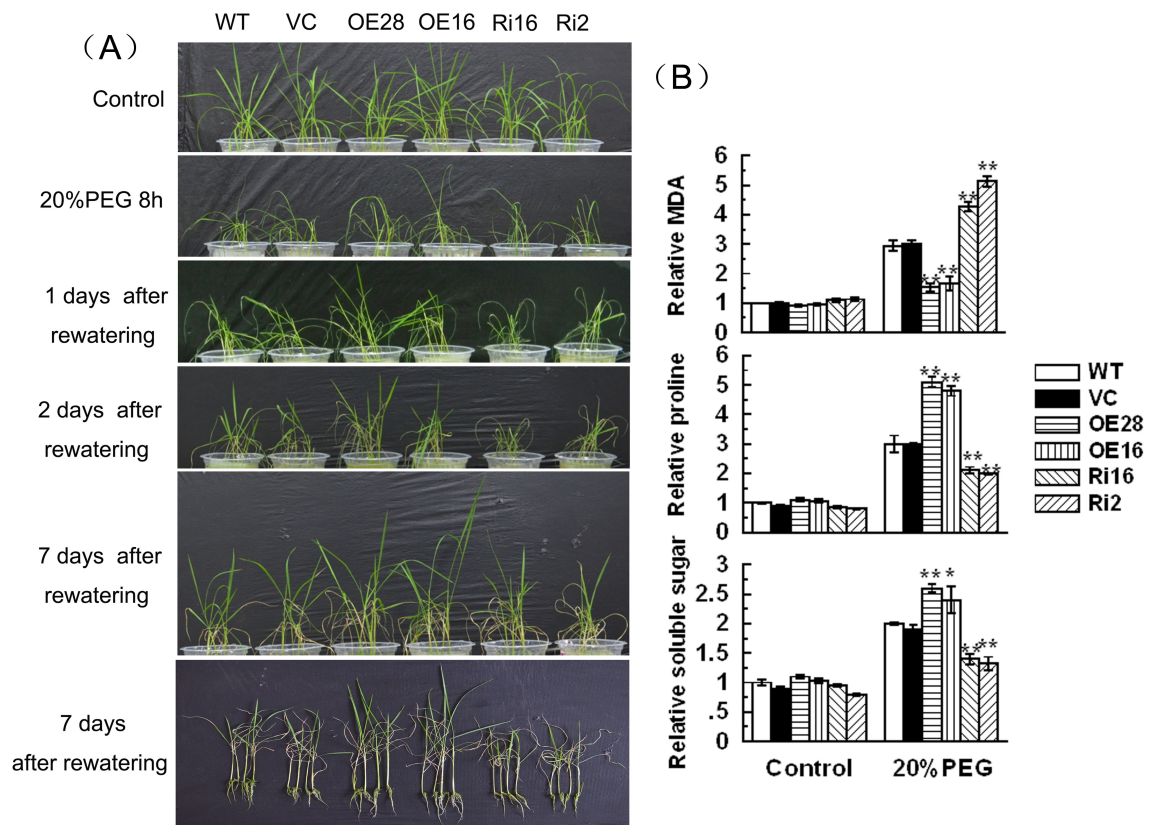 WT VC OE28 OE16 Ri16 Ri2
（A）
Control
20%PEG 8h
1 days after
rewatering
2 days after
rewatering
7 days after
rewatering
7 days
after rewatering
（B）
Relative MDA
6
5
4
3
2
1
0
**
**
**
**
Relative proline
6
5
4
3
2
1
0
**
**
**
**
WT
VC
OE28
OE16
Ri16
Ri2
Relative soluble sugar
3
2.5
2
1.5
1
.5
0
**
*
**
**
Control
20%PEG